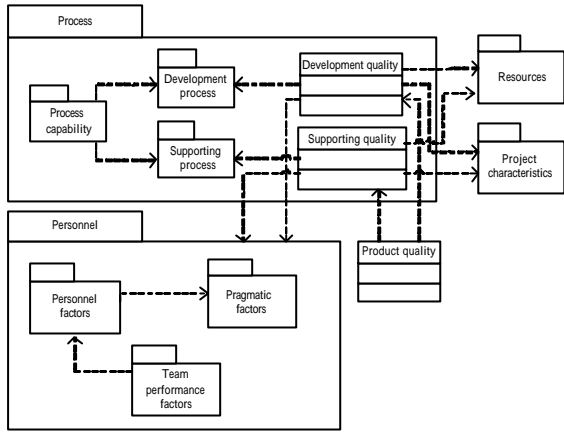 Process
Development quality
Development
process
Resources
Process
capability
Supporting quality
Supporting
process
Project
characteristics
Personnel
Product quality
Personnel
factors
Pragmatic
factors
Team
performance
factors